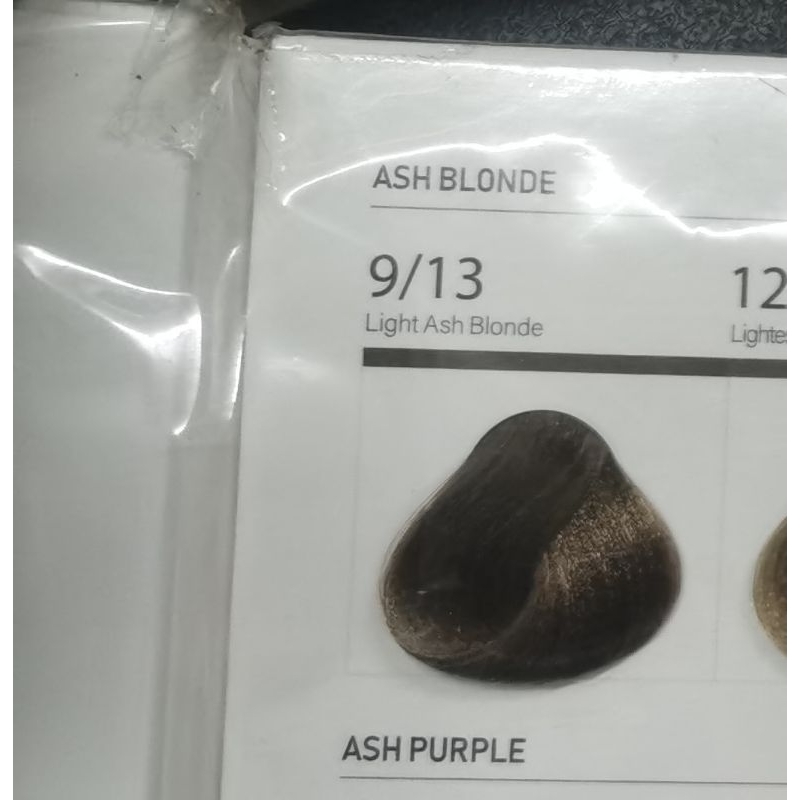 ASH BLONDE
9/13
Light Ash Blonde
12
ASH PURPLE